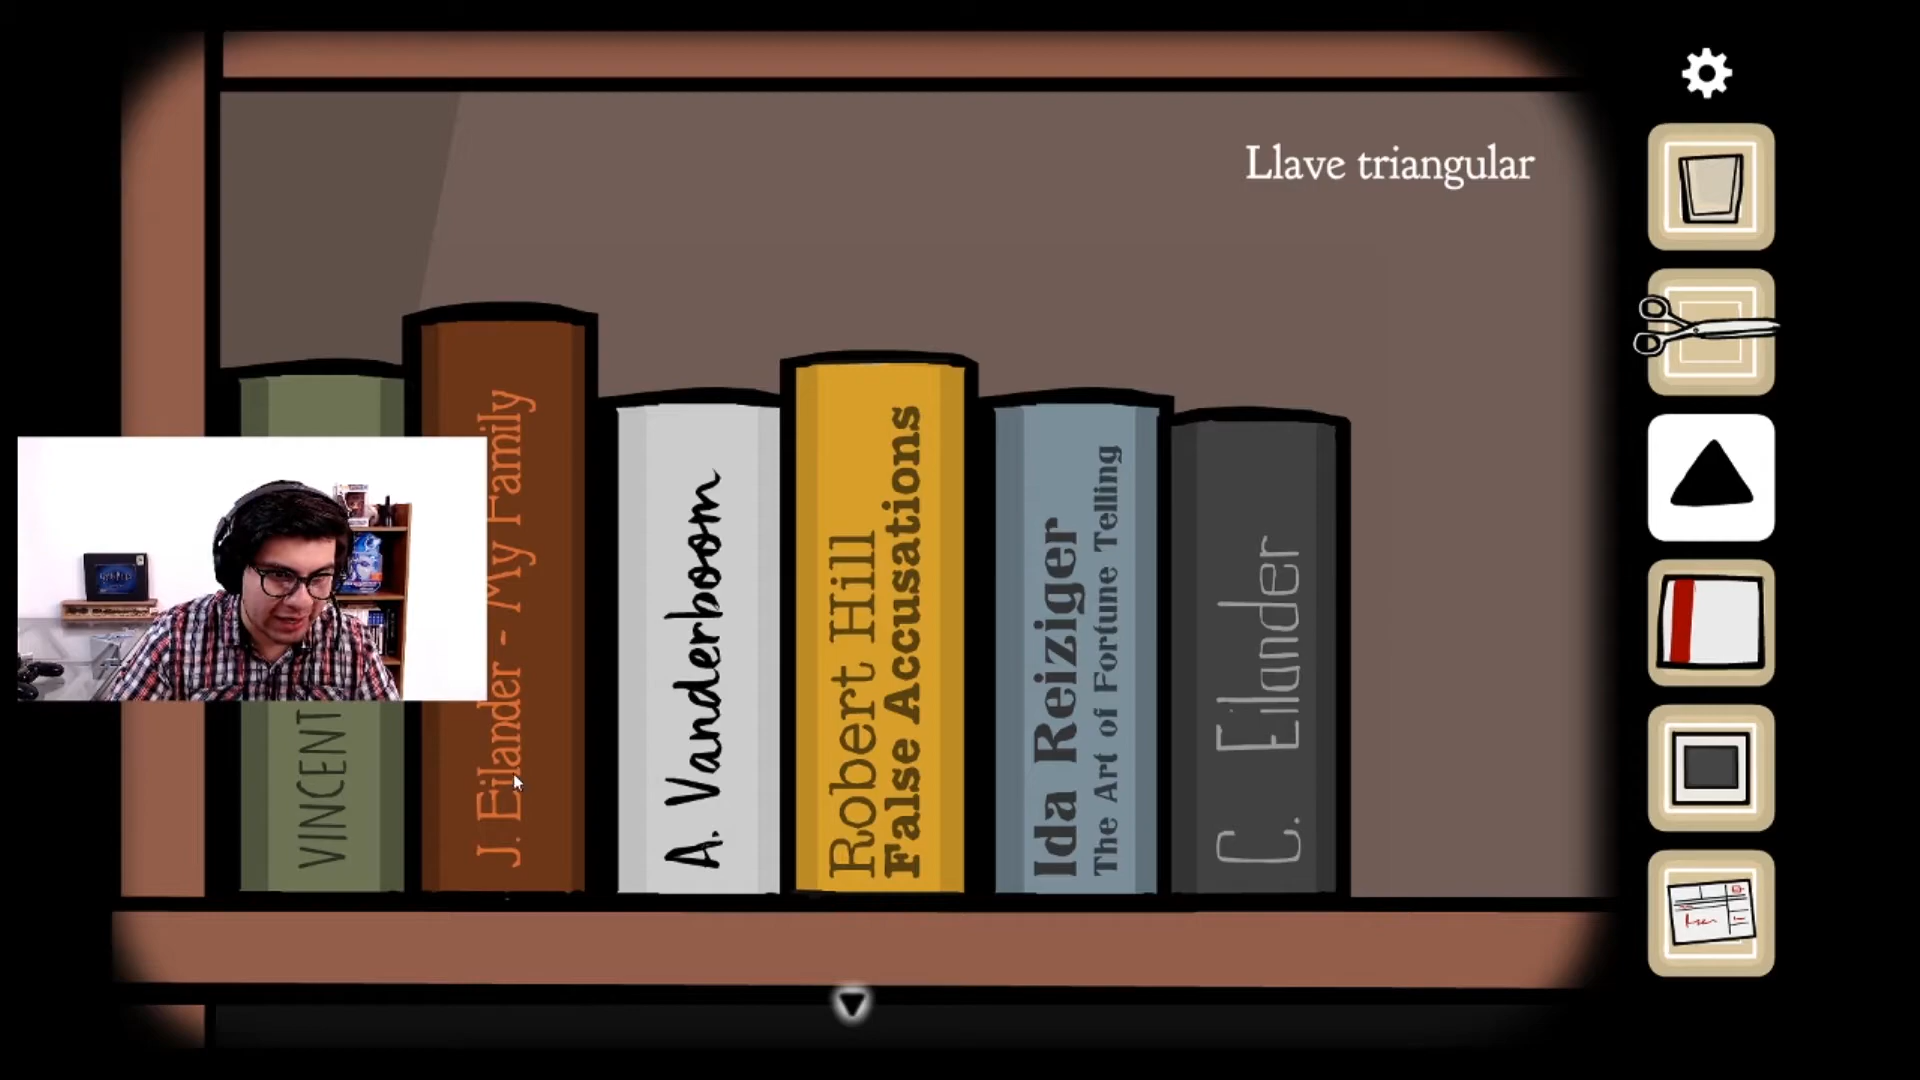 Llave triangular
VINCENT
J. Eilander - My Family
A. Vanderboom
Robert Hill
False Accusations
Ida Reiziger
The Art of Fortune Telling
C. Eilander